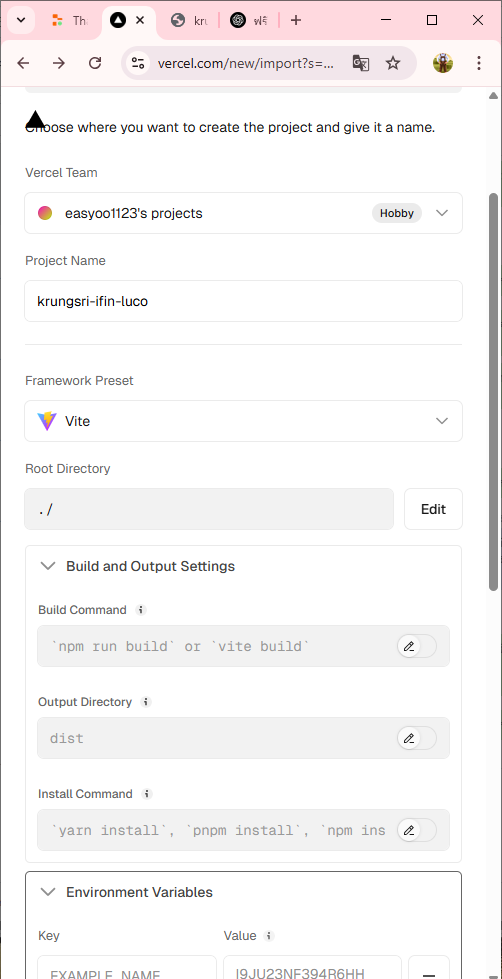 Tha
kru
ฟรี
vercel.com/new/import?s=...
Choose where you want to create the project and give it a name.
Vercel Team
easyoo1123's projects
Hobby
Project Name
krungsri-ifin-luco
Framework Preset
Vite
Root Directory
./
Edit
Build and Output Settings
Build Command
`npm run build` or `vite build`
Output Directory
dist
Install Command
`yarn install`, `pnpm install`, `npm ins
Environment Variables
Key
Value
EXAMPLE_NAME
I9JU23NF394R6HH